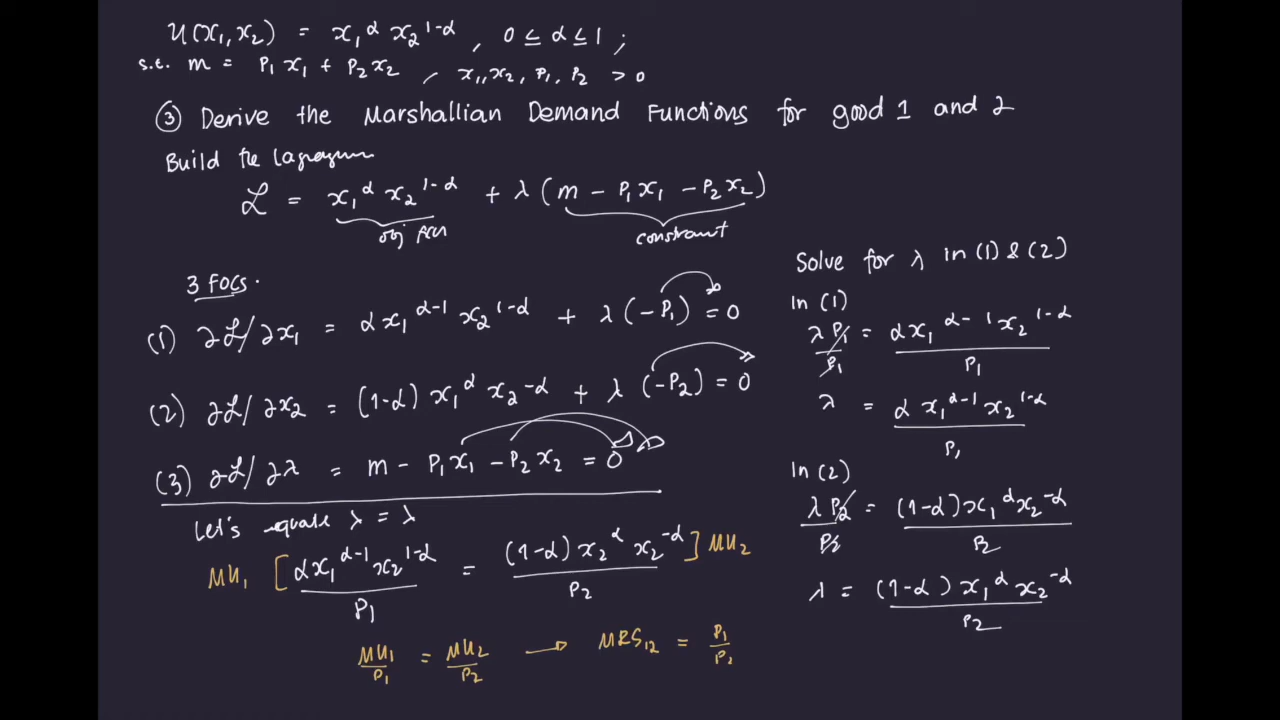 U(x₁,x₂) = x₁^α x₂^1-α , 0 ≤ α ≤ 1 ;
s.t. m = P₁x₁ + P₂x₂ , x₁,x₂, P₁, P₂ > 0
③ Derive the Marshallian Demand Functions for good 1 and 2
Build the
ℒ = x₁^α x₂^1-α + λ (m - P₁x₁ - P₂x₂)
obj fcn
constraint
3 FOCs.
(1) ∂ℒ/∂x₁ = αx₁^α-1 x₂^1-α + λ(-P₁) = 0
(2) ∂ℒ/∂x₂ = (1-α) x₁^α x₂^-α + λ (-P₂) = 0
(3) ∂ℒ/∂λ = m - P₁x₁ - P₂x₂ = 0
Let's equate λ = λ
MU₁ [ αx₁^α-1 x₂^1-α / P₁ = (1-α) x₂^α x₂^-α / P₂ ] MU₂
MU₁/P₁ = MU₂/P₂ → MRS₁₂ = P₁/P₂
Solve for λ in (1) & (2)
In (1)
λP₁/P₁ = αx₁^α-1 x₂^1-α / P₁
λ = αx₁^α-1 x₂^1-α / P₁
In (2)
λP₂/P₂ = (1-α)x₁^α x₂^-α / P₂
λ = (1-α)x₁^α x₂^-α / P₂